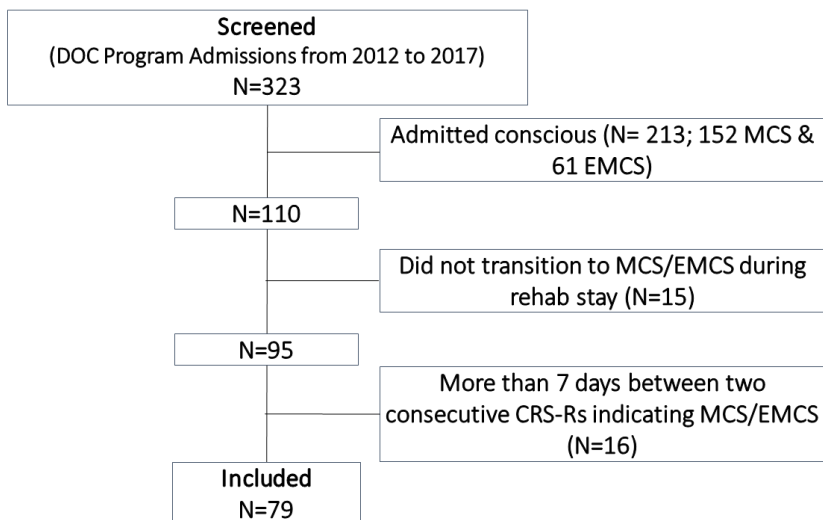 Screened
(DOC Program Admissions from 2012 to 2017)
N=323
Admitted conscious (N= 213; 152 MCS &
61 EMCS)
N=110
Did not transition to MCS/EMCS during
rehab stay (N=15)
N=95
More than 7 days between two
consecutive CRS-Rs indicating MCS/EMCS
(N=16)
Included
N=79